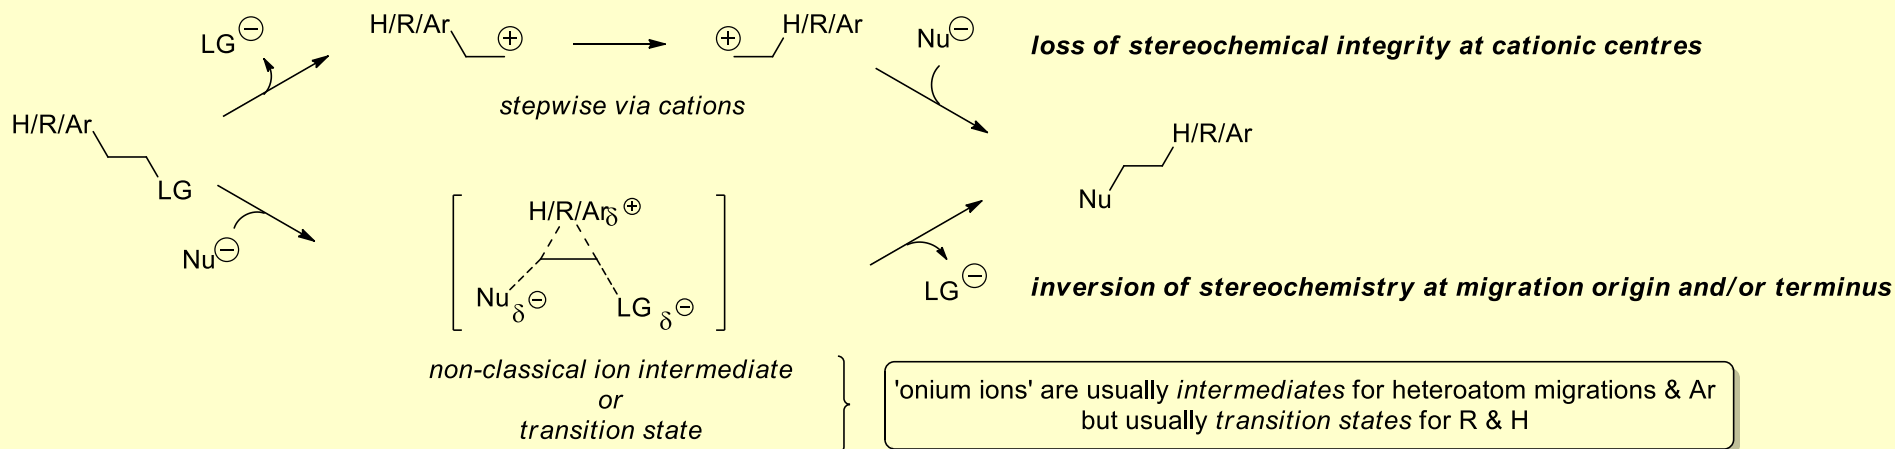 LG⊖
H/R/Ar
⊕
⊕
H/R/Ar
Nu⊖
loss of stereochemical integrity at cationic centres
stepwise via cations
H/R/Ar
LG
H/R/Ar
Nu
Nu⊖
H/R/Arδ⊕
Nuδ⊖
LG δ⊖
LG⊖
inversion of stereochemistry at migration origin and/or terminus
non-classical ion intermediate
or
transition state
'onium ions' are usually intermediates for heteroatom migrations & Ar
but usually transition states for R & H